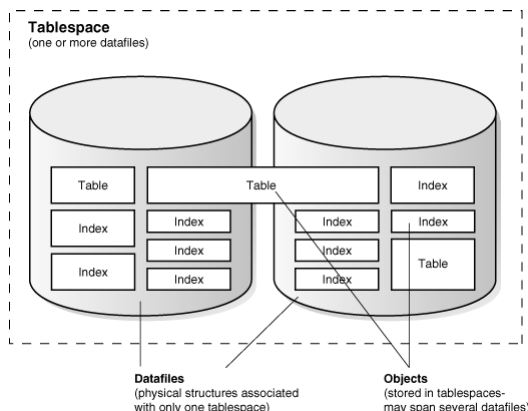 Tablespace
(one or more datafiles)
Table
Table
Index
Index
Index
Index
Index
Index
Index
Index
Index
Index
Table
Datafiles
(physical structures associated
with only one tablespace)
Objects
(stored in tablespaces-
may span several datafiles)